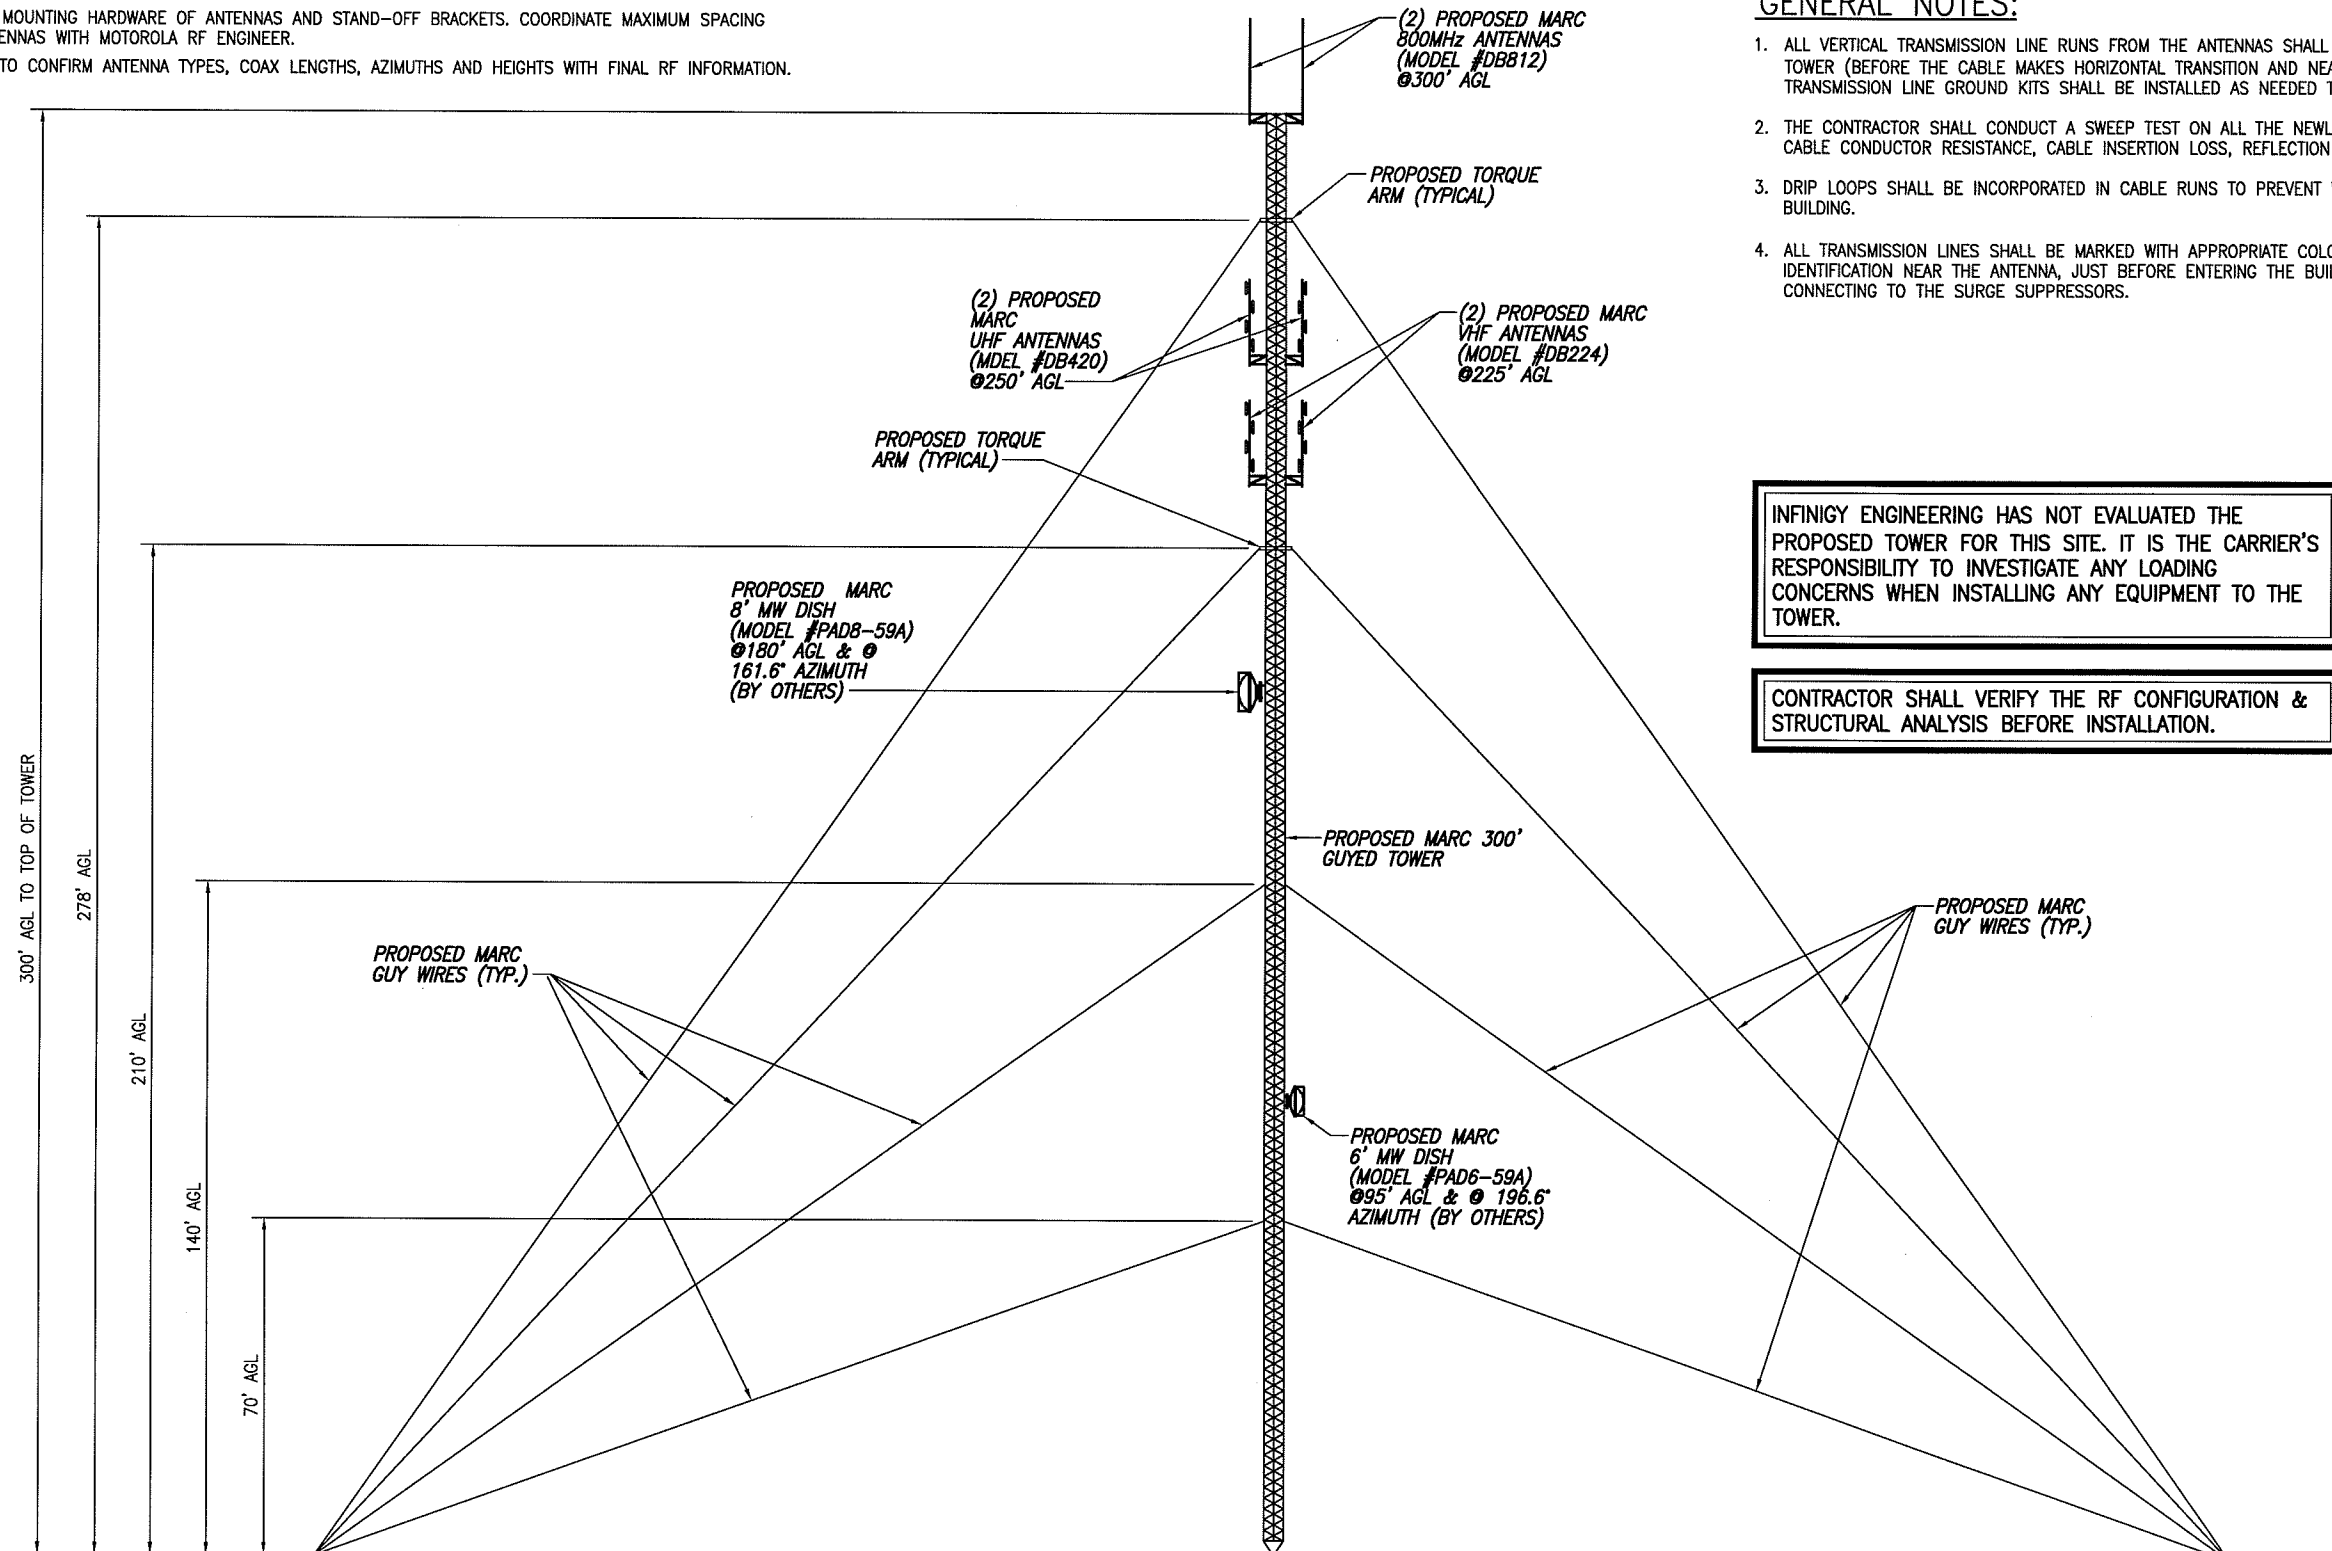 MOUNTING HARDWARE OF ANTENNAS AND STAND-OFF BRACKETS. COORDINATE MAXIMUM SPACING
ENNAS WITH MOTOROLA RF ENGINEER.
TO CONFIRM ANTENNA TYPES, COAX LENGTHS, AZIMUTHS AND HEIGHTS WITH FINAL RF INFORMATION.
(2) PROPOSED MARC
800MHz ANTENNAS
(MODEL #DB812)
@300' AGL
GENERAL NOTES:
1. ALL VERTICAL TRANSMISSION LINE RUNS FROM THE ANTENNAS SHALL
TOWER (BEFORE THE CABLE MAKES HORIZONTAL TRANSITION AND NEA
TRANSMISSION LINE GROUND KITS SHALL BE INSTALLED AS NEEDED T
2. THE CONTRACTOR SHALL CONDUCT A SWEEP TEST ON ALL THE NEWL
CABLE CONDUCTOR RESISTANCE, CABLE INSERTION LOSS, REFLECTION
3. DRIP LOOPS SHALL BE INCORPORATED IN CABLE RUNS TO PREVENT
BUILDING.
4. ALL TRANSMISSION LINES SHALL BE MARKED WITH APPROPRIATE COLO
IDENTIFICATION NEAR THE ANTENNA, JUST BEFORE ENTERING THE BUI
CONNECTING TO THE SURGE SUPPRESSORS.
PROPOSED TORQUE
ARM (TYPICAL)
(2) PROPOSED
MARC
UHF ANTENNAS
(MDEL #DB420)
@250' AGL
(2) PROPOSED MARC
VHF ANTENNAS
(MODEL #DB224)
@225' AGL
PROPOSED TORQUE
ARM (TYPICAL)
INFINIGY ENGINEERING HAS NOT EVALUATED THE
PROPOSED TOWER FOR THIS SITE. IT IS THE CARRIER'S
RESPONSIBILITY TO INVESTIGATE ANY LOADING
CONCERNS WHEN INSTALLING ANY EQUIPMENT TO THE
TOWER.
PROPOSED MARC
8' MW DISH
(MODEL #PAD8-59A)
@180' AGL & @
161.6° AZIMUTH
(BY OTHERS)
CONTRACTOR SHALL VERIFY THE RF CONFIGURATION &
STRUCTURAL ANALYSIS BEFORE INSTALLATION.
300' AGL TO TOP OF TOWER
278' AGL
210' AGL
140' AGL
70' AGL
PROPOSED MARC 300'
GUYED TOWER
PROPOSED MARC
GUY WIRES (TYP.)
PROPOSED MARC
GUY WIRES (TYP.)
PROPOSED MARC
6' MW DISH
(MODEL #PAD6-59A)
@95' AGL & @ 196.6°
AZIMUTH (BY OTHERS)